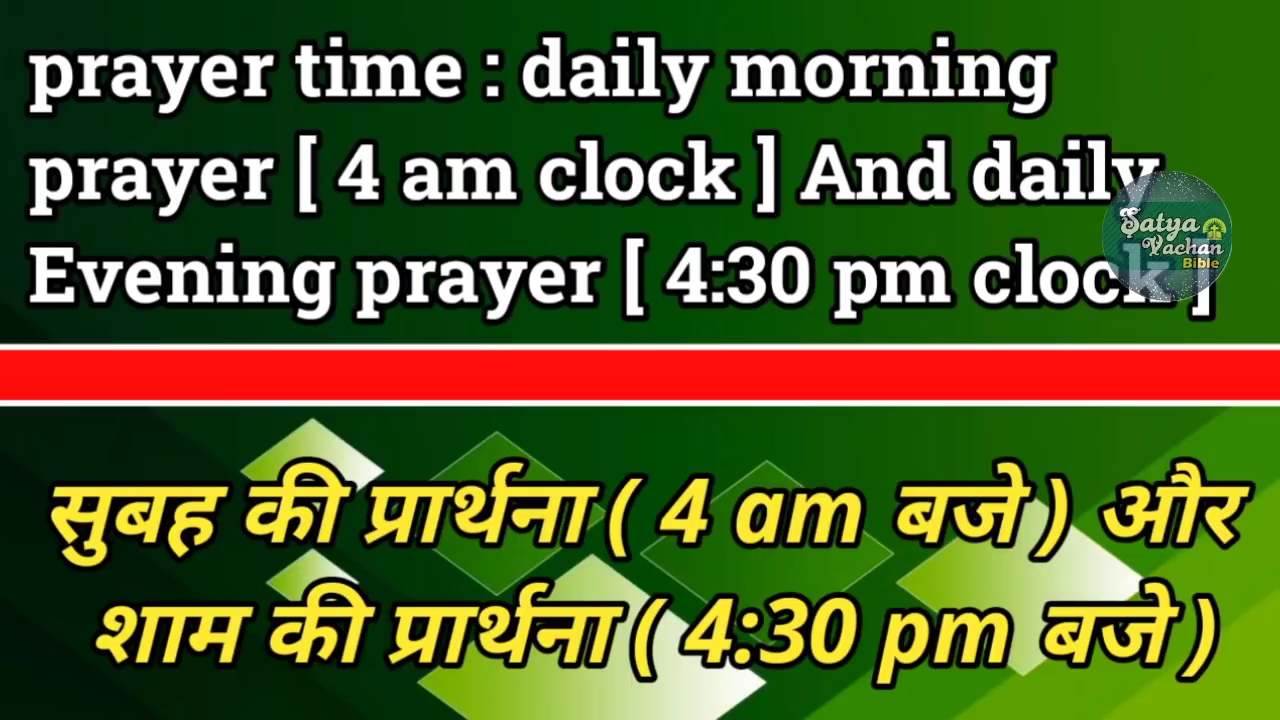 prayer time : daily morning
prayer [ 4 am clock ] And daily
Evening prayer [ 4:30 pm clock ]
Satya
Vachan
Bible
सुबह की प्रार्थना ( 4 am बजे ) और
शाम की प्रार्थना ( 4:30 pm बजे )